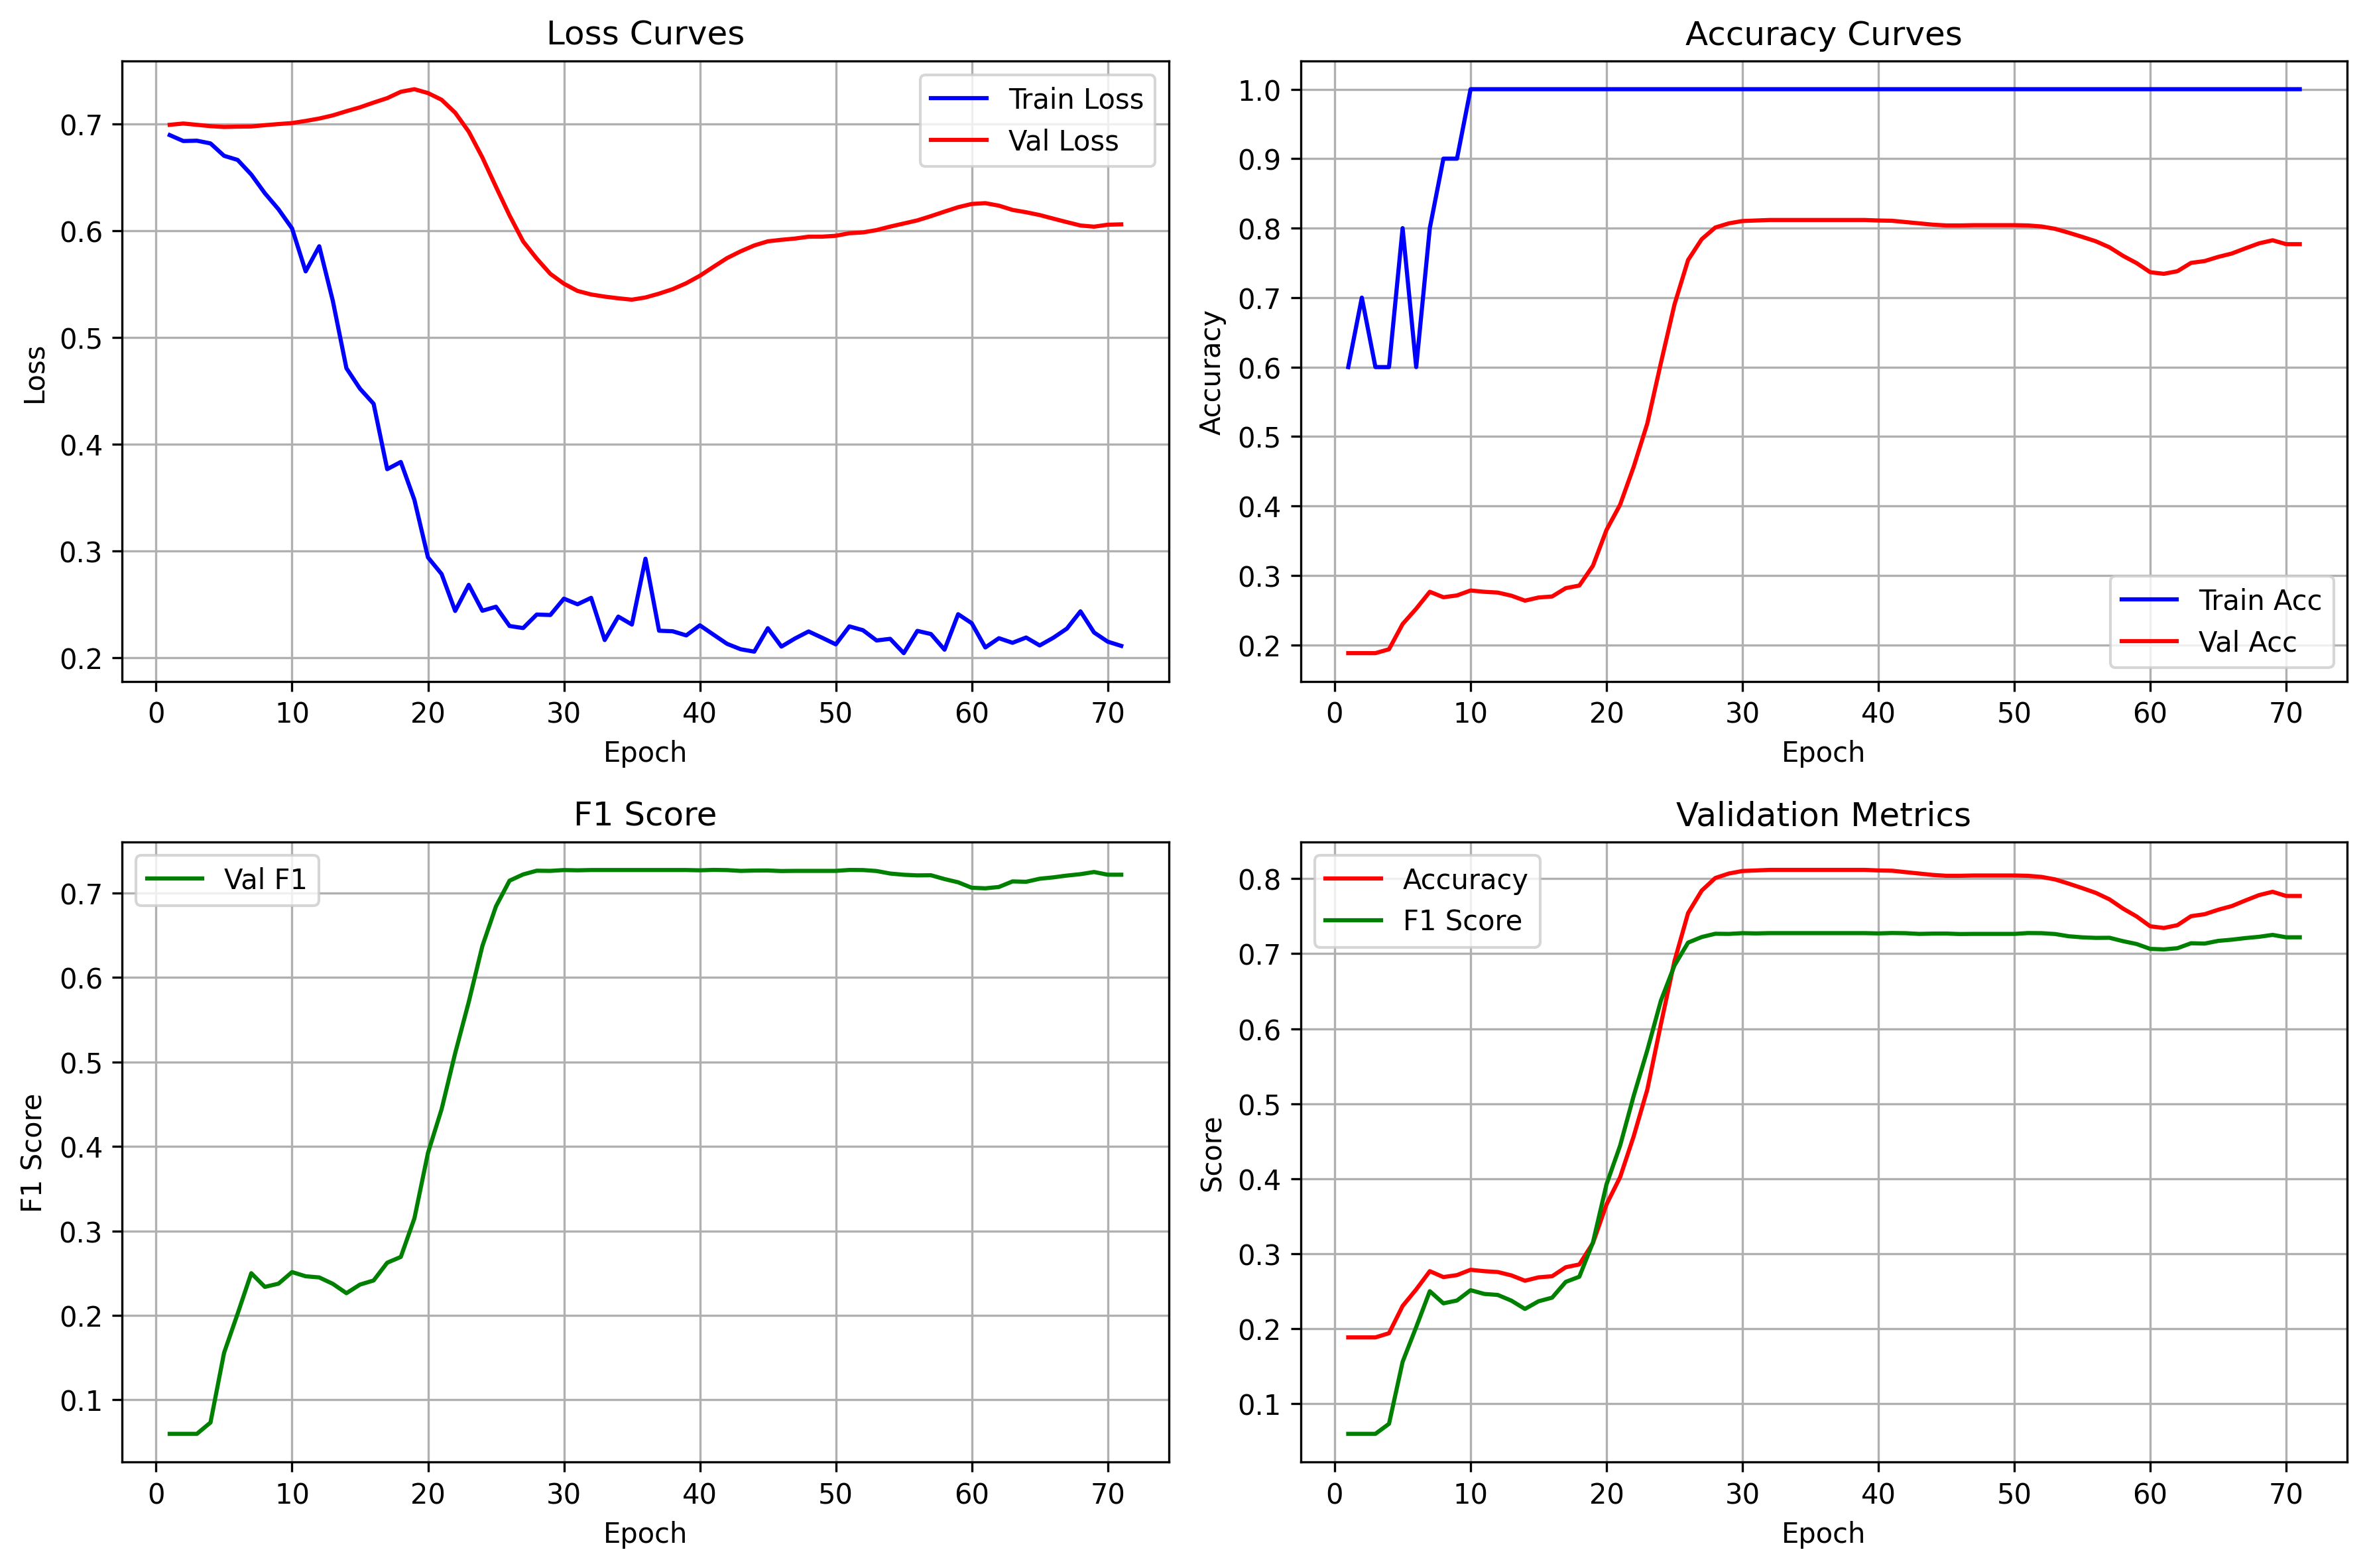 Loss Curves
Train Loss
Val Loss
0.7
0.6
0.5
0.4
0.3
0.2
Loss
0 10 20 30 40 50 60 70
Epoch
Accuracy Curves
1.0
0.9
0.8
0.7
0.6
0.5
0.4
0.3
0.2
Accuracy
Train Acc
Val Acc
0 10 20 30 40 50 60 70
Epoch
F1 Score
Val F1
0.7
0.6
0.5
0.4
0.3
0.2
0.1
F1 Score
0 10 20 30 40 50 60 70
Epoch
Validation Metrics
Accuracy
F1 Score
0.8
0.7
0.6
0.5
0.4
0.3
0.2
0.1
Score
0 10 20 30 40 50 60 70
Epoch